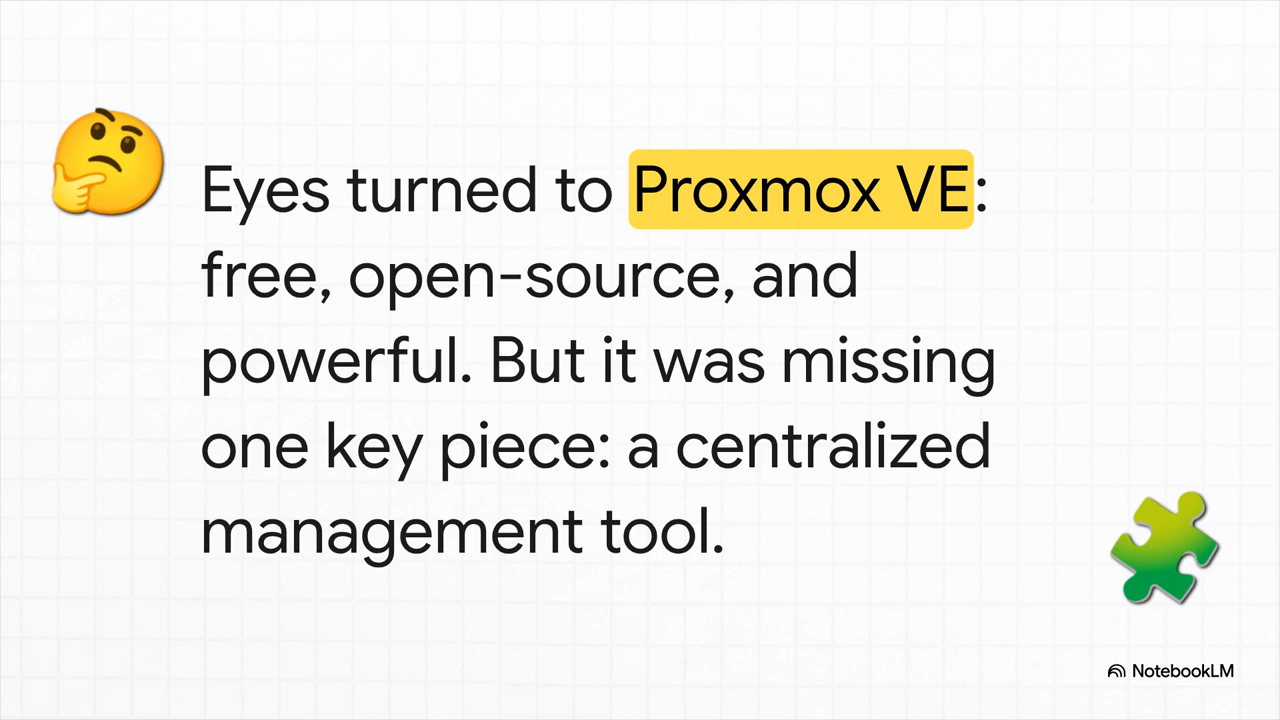 Eyes turned to Proxmox VE:
free, open-source, and
powerful. But it was missing
one key piece: a centralized
management tool.
NotebookLM